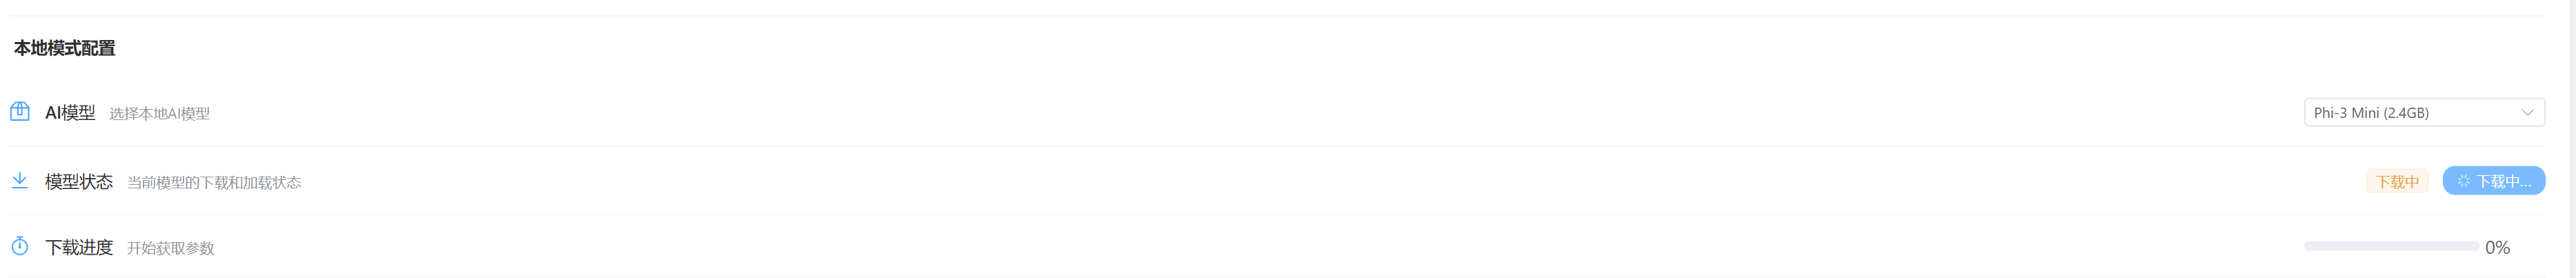 本地模式配置
AI模型 选择本地AI模型 Phi-3 Mini (2.4GB)
模型状态 当前模型的下载和加载状态 下载中 下载中...
下载进度 开始获取参数 0%